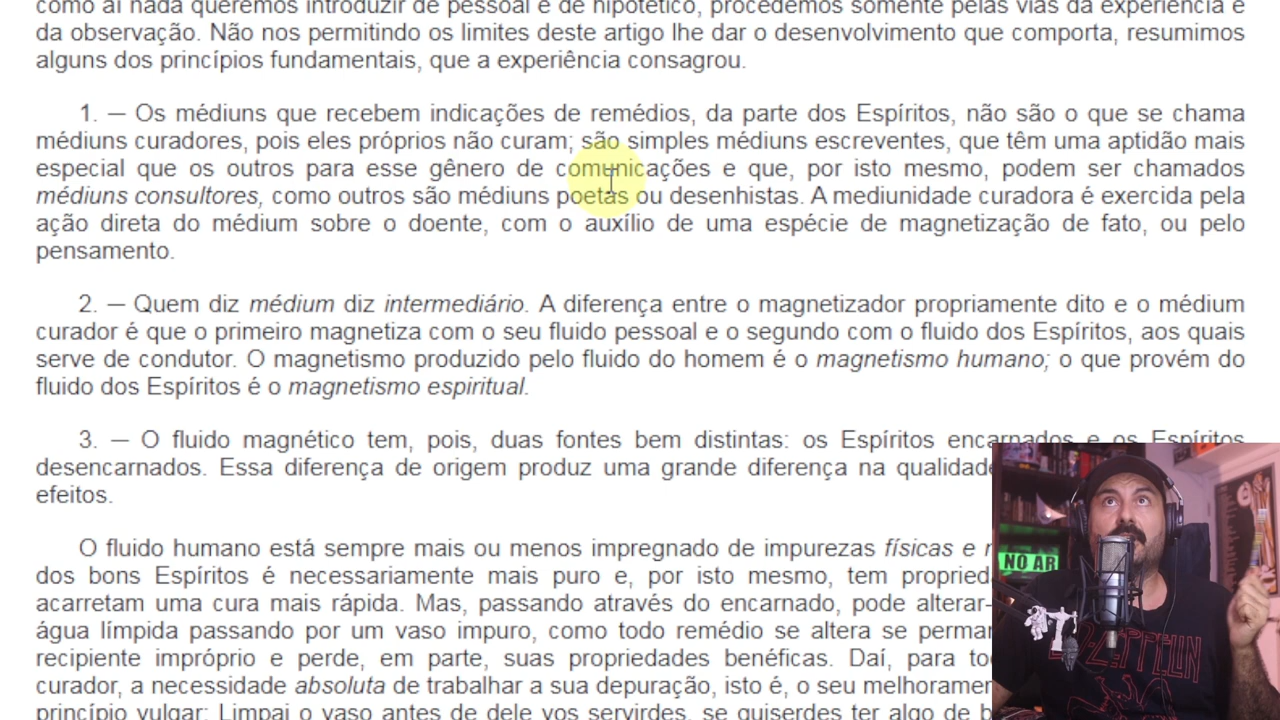 como aí nada queremos introduzir de pessoal e de hipotético, procedemos somente pelas vias da experiência e
da observação. Não nos permitindo os limites deste artigo lhe dar o desenvolvimento que comporta, resumimos
alguns dos princípios fundamentais, que a experiência consagrou.
1. — Os médiuns que recebem indicações de remédios, da parte dos Espíritos, não são o que se chama
médiuns curadores, pois eles próprios não curam; são simples médiuns escreventes, que têm uma aptidão mais
especial que os outros para esse gênero de comunicações e que, por isto mesmo, podem ser chamados
médiuns consultores, como outros são médiuns poetas ou desenhistas. A mediunidade curadora é exercida pela
ação direta do médium sobre o doente, com o auxílio de uma espécie de magnetização de fato, ou pelo
pensamento.
2. — Quem diz médium diz intermediário. A diferença entre o magnetizador propriamente dito e o médium
curador é que o primeiro magnetiza com o seu fluido pessoal e o segundo com o fluido dos Espíritos, aos quais
serve de condutor. O magnetismo produzido pelo fluido do homem é o magnetismo humano; o que provém do
fluido dos Espíritos é o magnetismo espiritual.
3. — O fluido magnético tem, pois, duas fontes bem distintas: os Espíritos encarnados e os Espíritos
desencarnados. Essa diferença de origem produz uma grande diferença na qualidade
efeitos.
O fluido humano está sempre mais ou menos impregnado de impurezas físicas e
dos bons Espíritos é necessariamente mais puro e, por isto mesmo, tem
acarretam uma cura mais rápida. Mas, passando através do encarnado, pode
água límpida passando por um vaso impuro, como todo remédio se altera se
recipiente impróprio e perde, em parte, suas propriedades benéficas. Daí, para
curador, a necessidade absoluta de trabalhar a sua depuração, isto é, o seu
princípio vulgar: Limpai o vaso antes de dele vos servirdes, se quiserdes ter algo de
NO AR
LED-ZEPPELIN